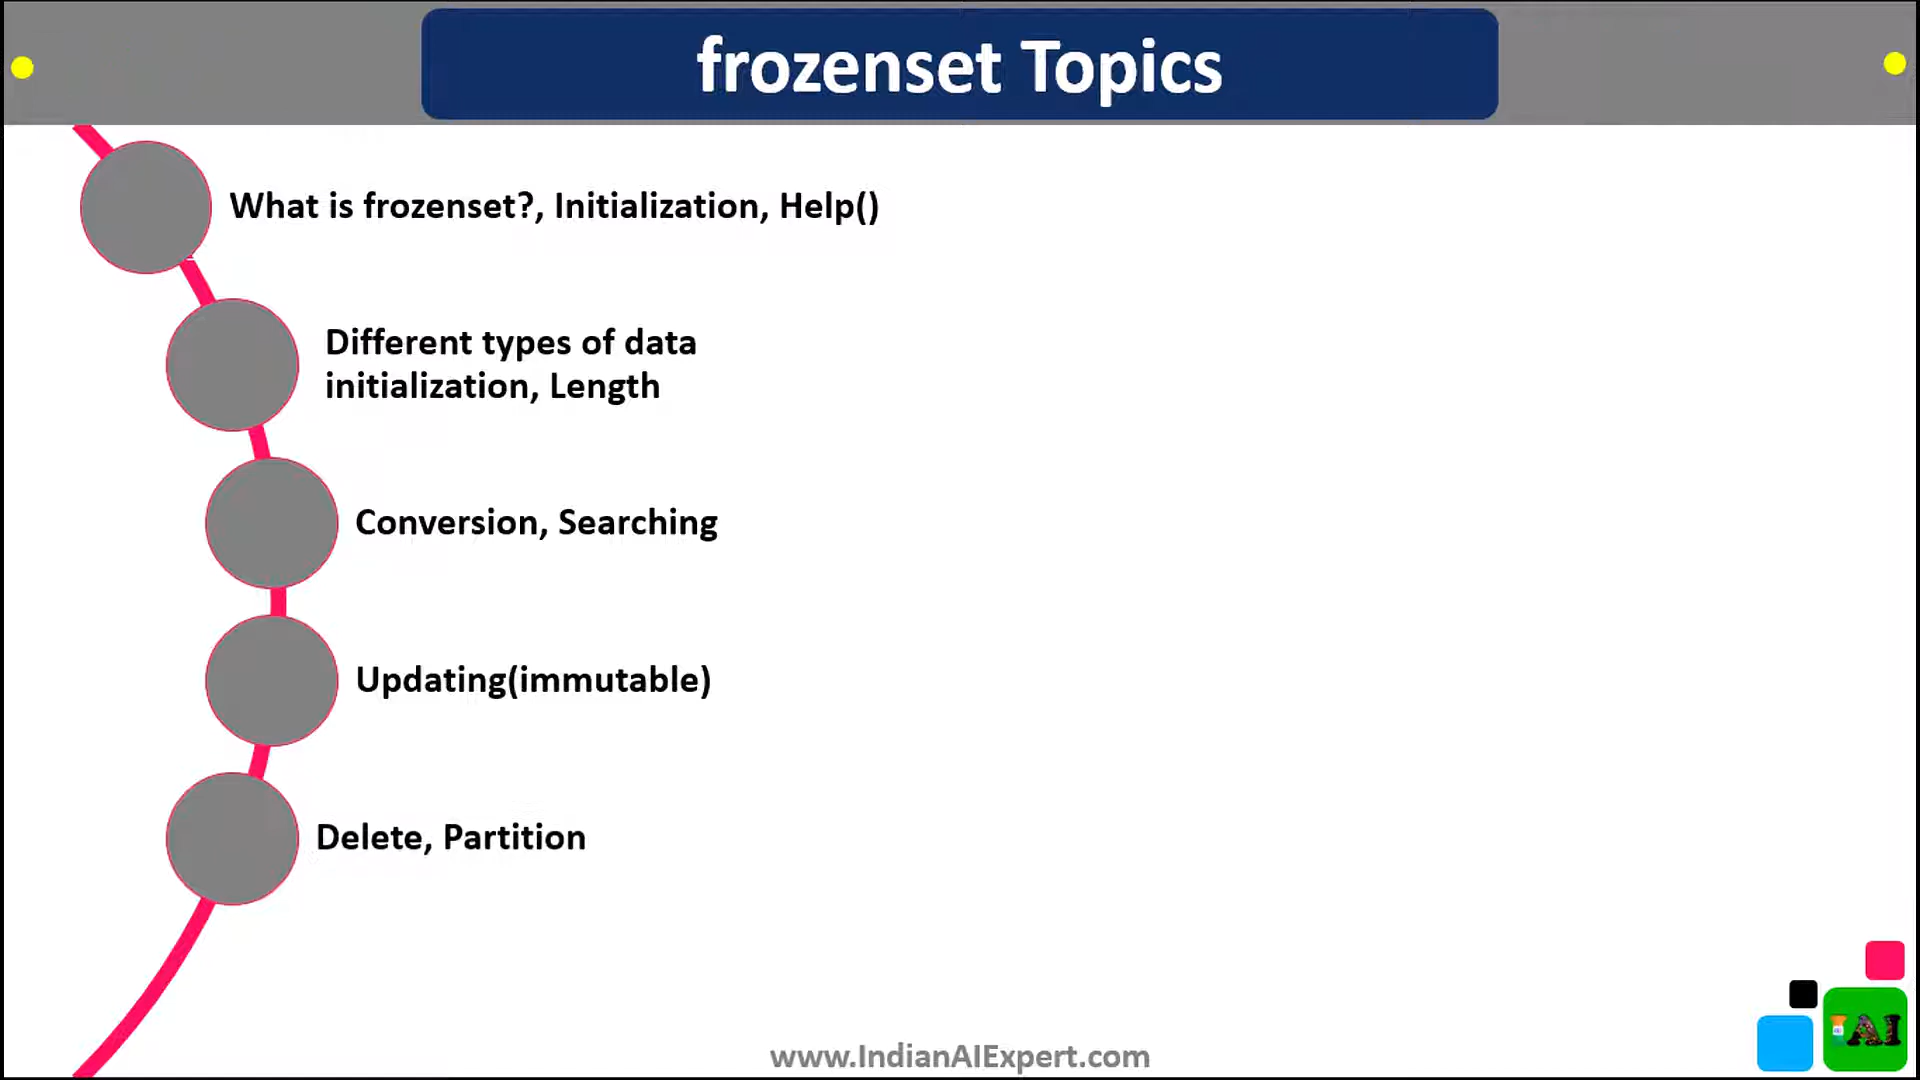 frozenset Topics
What is frozenset?, Initialization, Help()
Different types of data
initialization, Length
Conversion, Searching
Updating(immutable)
Delete, Partition
www.IndianAIExpert.com
IAI